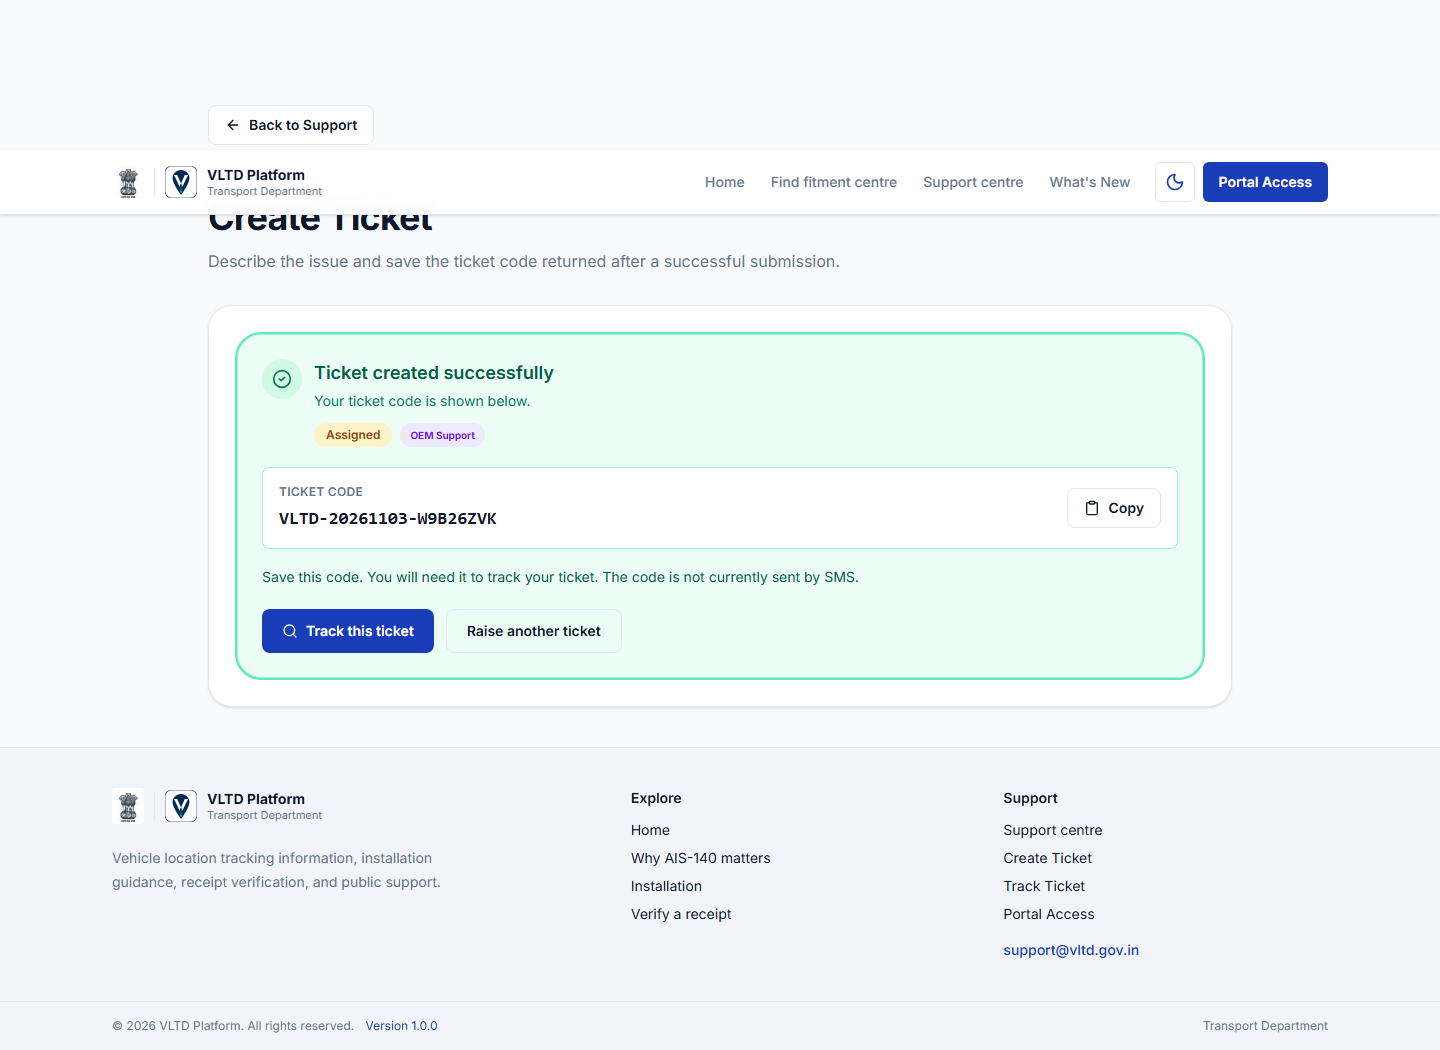 Back to Support
VLTD Platform
Transport Department
Home
Find fitment centre
Support centre
What's New
Portal Access
Create Ticket
Describe the issue and save the ticket code returned after a successful submission.
Ticket created successfully
Your ticket code is shown below.
Assigned
OEM Support
TICKET CODE
VLTD-20261103-W9B26ZVK
Copy
Save this code. You will need it to track your ticket. The code is not currently sent by SMS.
Track this ticket
Raise another ticket
VLTD Platform
Transport Department
Vehicle location tracking information, installation
guidance, receipt verification, and public support.
Explore
Home
Why AIS-140 matters
Installation
Verify a receipt
Support
Support centre
Create Ticket
Track Ticket
Portal Access
support@vltd.gov.in
© 2026 VLTD Platform. All rights reserved. Version 1.0.0
Transport Department